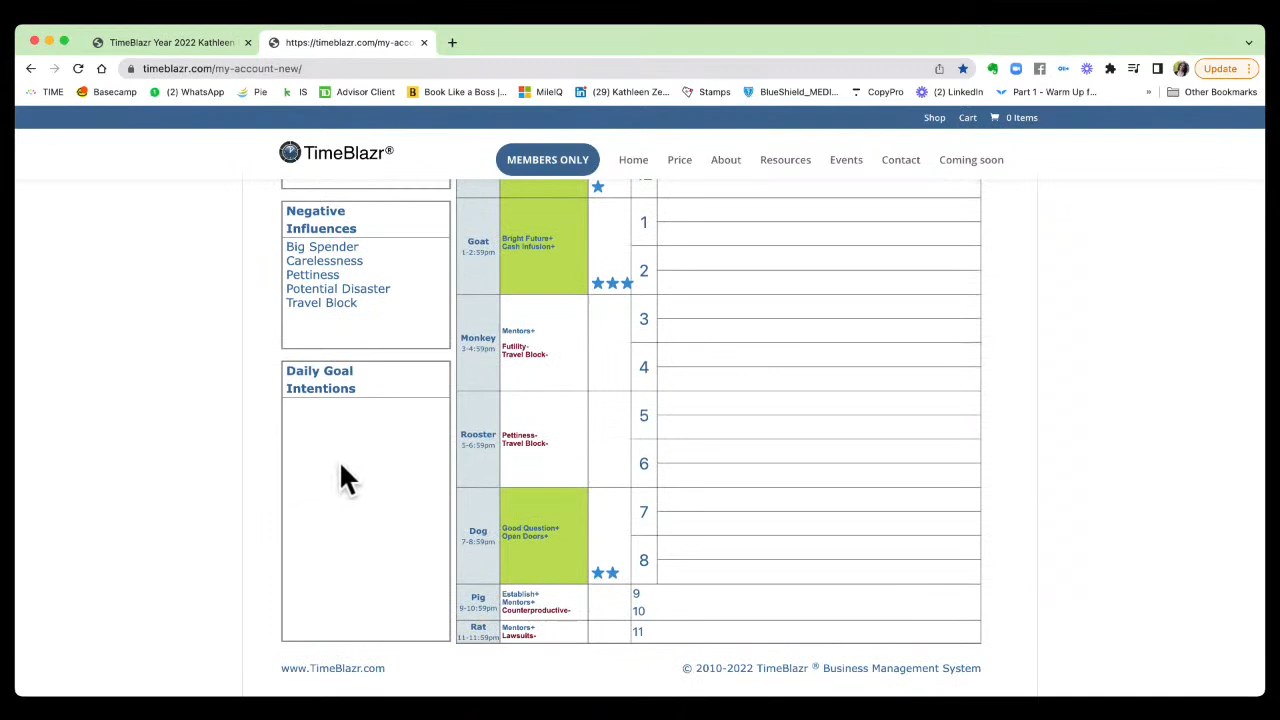 TimeBlazr Year 2022 Kathleen
https://timeblazr.com/my-acco
timeblazr.com/my-account-new/
Update
TIME
Basecamp
(2) WhatsApp
Pie
IS
Advisor Client
Book Like a Boss |...
MileIQ
(29) Kathleen Ze...
Stamps
BlueShield_MEDI...
CopyPro
(2) LinkedIn
Part 1 - Warm Up f...
»
Other Bookmarks
Shop
Cart
0 Items
TimeBlazr®
MEMBERS ONLY
Home
Price
About
Resources
Events
Contact
Coming soon
Negative
Influences
Big Spender
Carelessness
Pettiness
Potential Disaster
Travel Block
Daily Goal
Intentions
Goat
1-2:59pm
Bright Future+
Cash Infusion+
1
2
Monkey
3-4:59pm
Mentors+
Futility-
Travel Block-
3
4
Rooster
5-6:59pm
Pettiness-
Travel Block-
5
6
Dog
7-8:59pm
Good Question+
Open Doors+
7
8
Pig
9-10:59pm
Establish+
Mentors+
Counterproductive-
9
10
Rat
11-11:59pm
Mentors+
Lawsuits-
11
www.TimeBlazr.com
© 2010-2022 TimeBlazr ® Business Management System